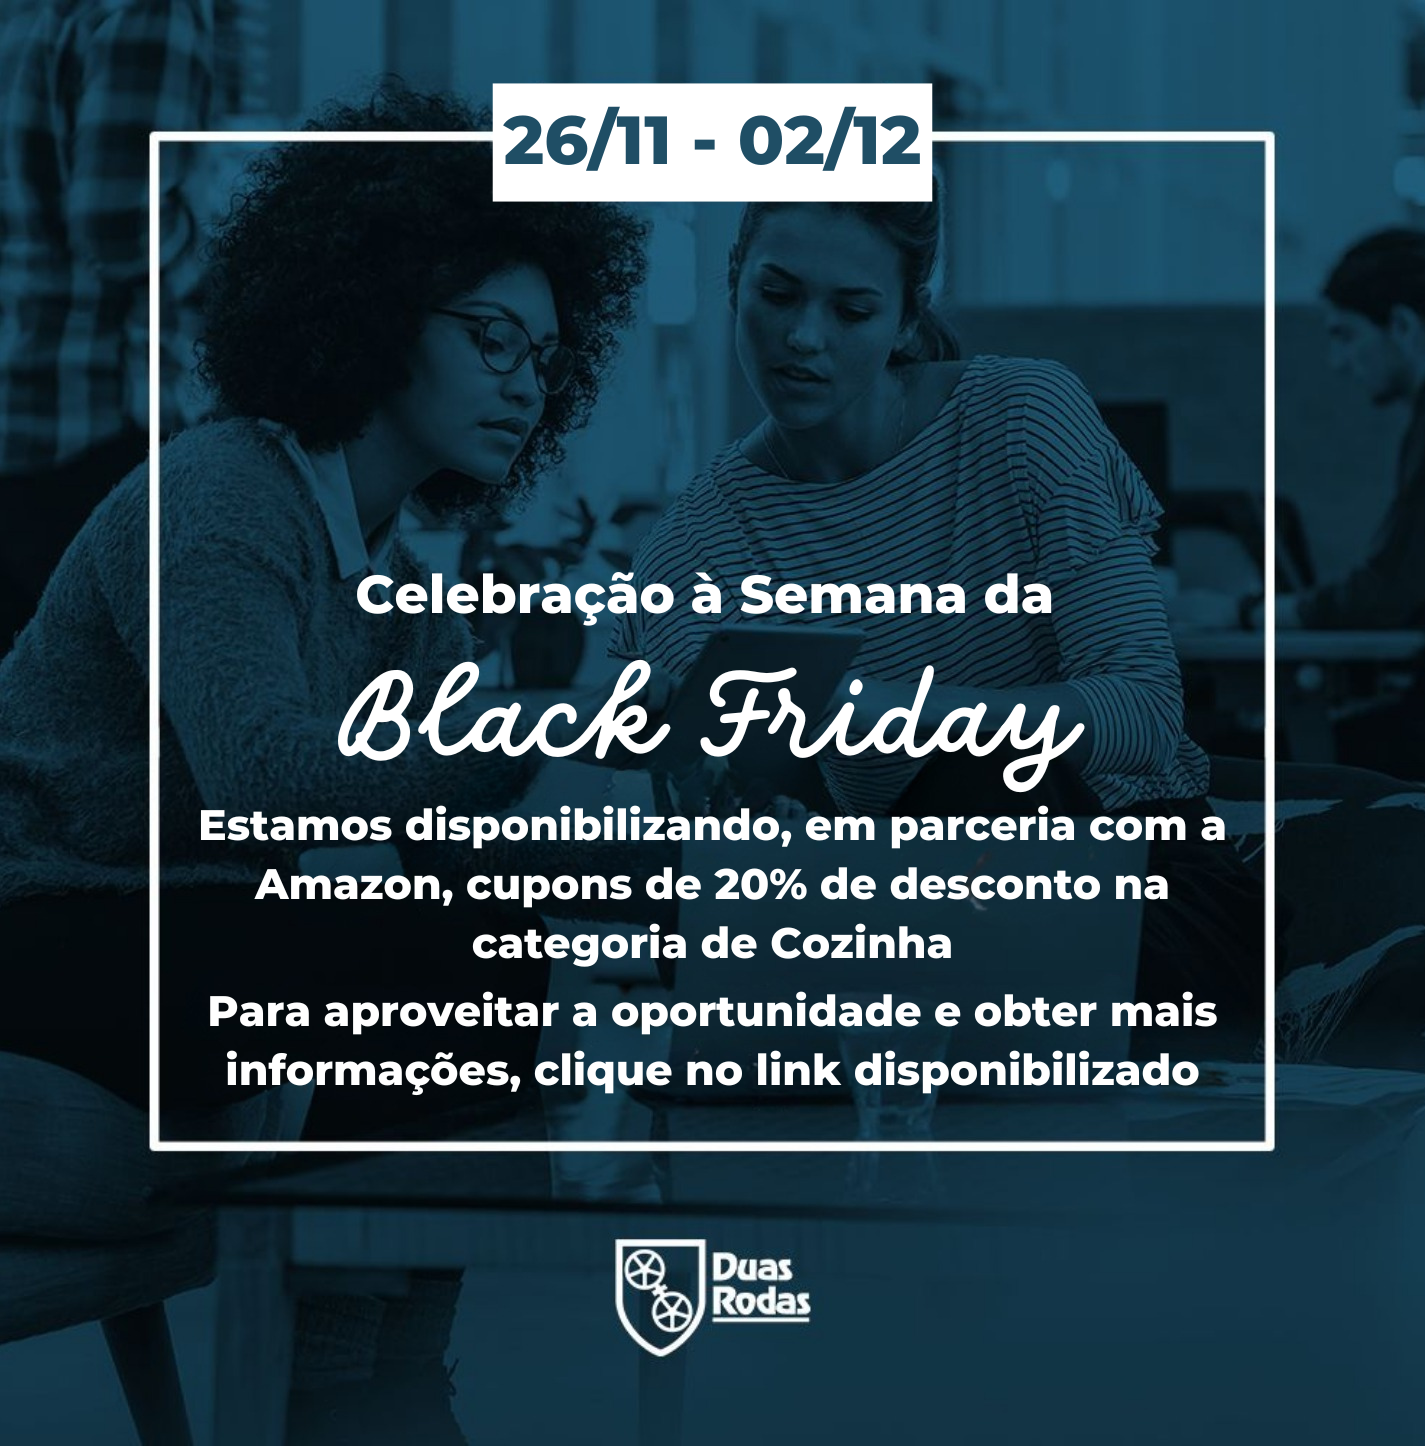 26/11 - 02/12
Celebração à Semana da
Black Friday
Estamos disponibilizando, em parceria com a
Amazon, cupons de 20% de desconto na
categoria de Cozinha
Para aproveitar a oportunidade e obter mais
informações, clique no link disponibilizado
Duas
Rodas